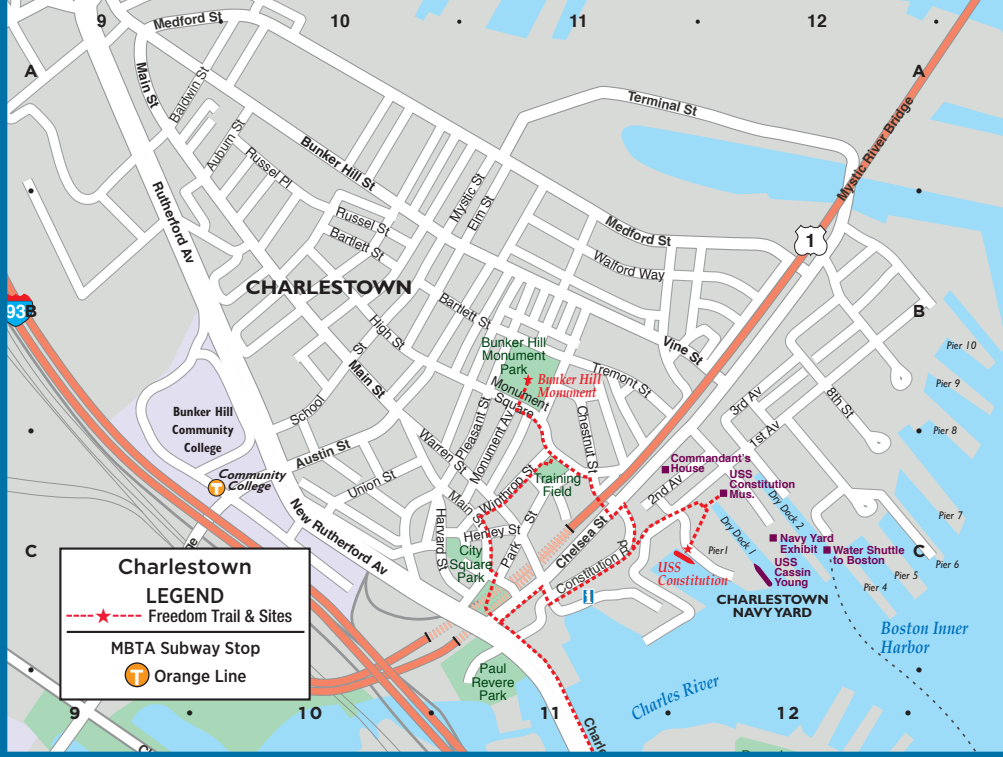 9
10
11
12
Medford St
A
A
Main St
Baldwin St
Terminal St
Mystic River Bridge
Auburn St
Bunker Hill St
Russel Pl
Rutherford Av
Mystic St
Elm St
Russel St
Bartlett St
Medford St
1
Walford Way
CHARLESTOWN
93
B
B
Bartlett St
High St
Bunker Hill
Monument
Park
Vine St
Pier 10
Main St
School St
Bunker Hill
Monument
Monument
Square
Tremont St
Pier 9
3rd Av
8th St
Bunker Hill
Community
College
Pleasant St
Monument Av
Chestnut St
1st Av
Pier 8
Warren St
Austin St
Commandant's
House
Community
College
T
Union St
Winthrop St
Training
Field
2nd Av
USS
Constitution
Mus.
Main St
New Rutherford Av
Harvard St
Henley St
Park St
Chelsea St
Dry Dock 2
Dry Dock 1
Pier 7
C
C
City
Square
Park
Constitution R
d
Pier1
Navy Yard
Exhibit
Water Shuttle
to Boston
USS
Constitution
USS
Cassin
Young
Pier 6
Pier 5
Pier 4
ge
i
CHARLESTOWN
NAVY YARD
Charlestown
LEGEND
Freedom Trail & Sites
MBTA Subway Stop
T Orange Line
Boston Inner
Harbor
Paul
Revere
Park
Charles River
9
10
11
12
Charle
C